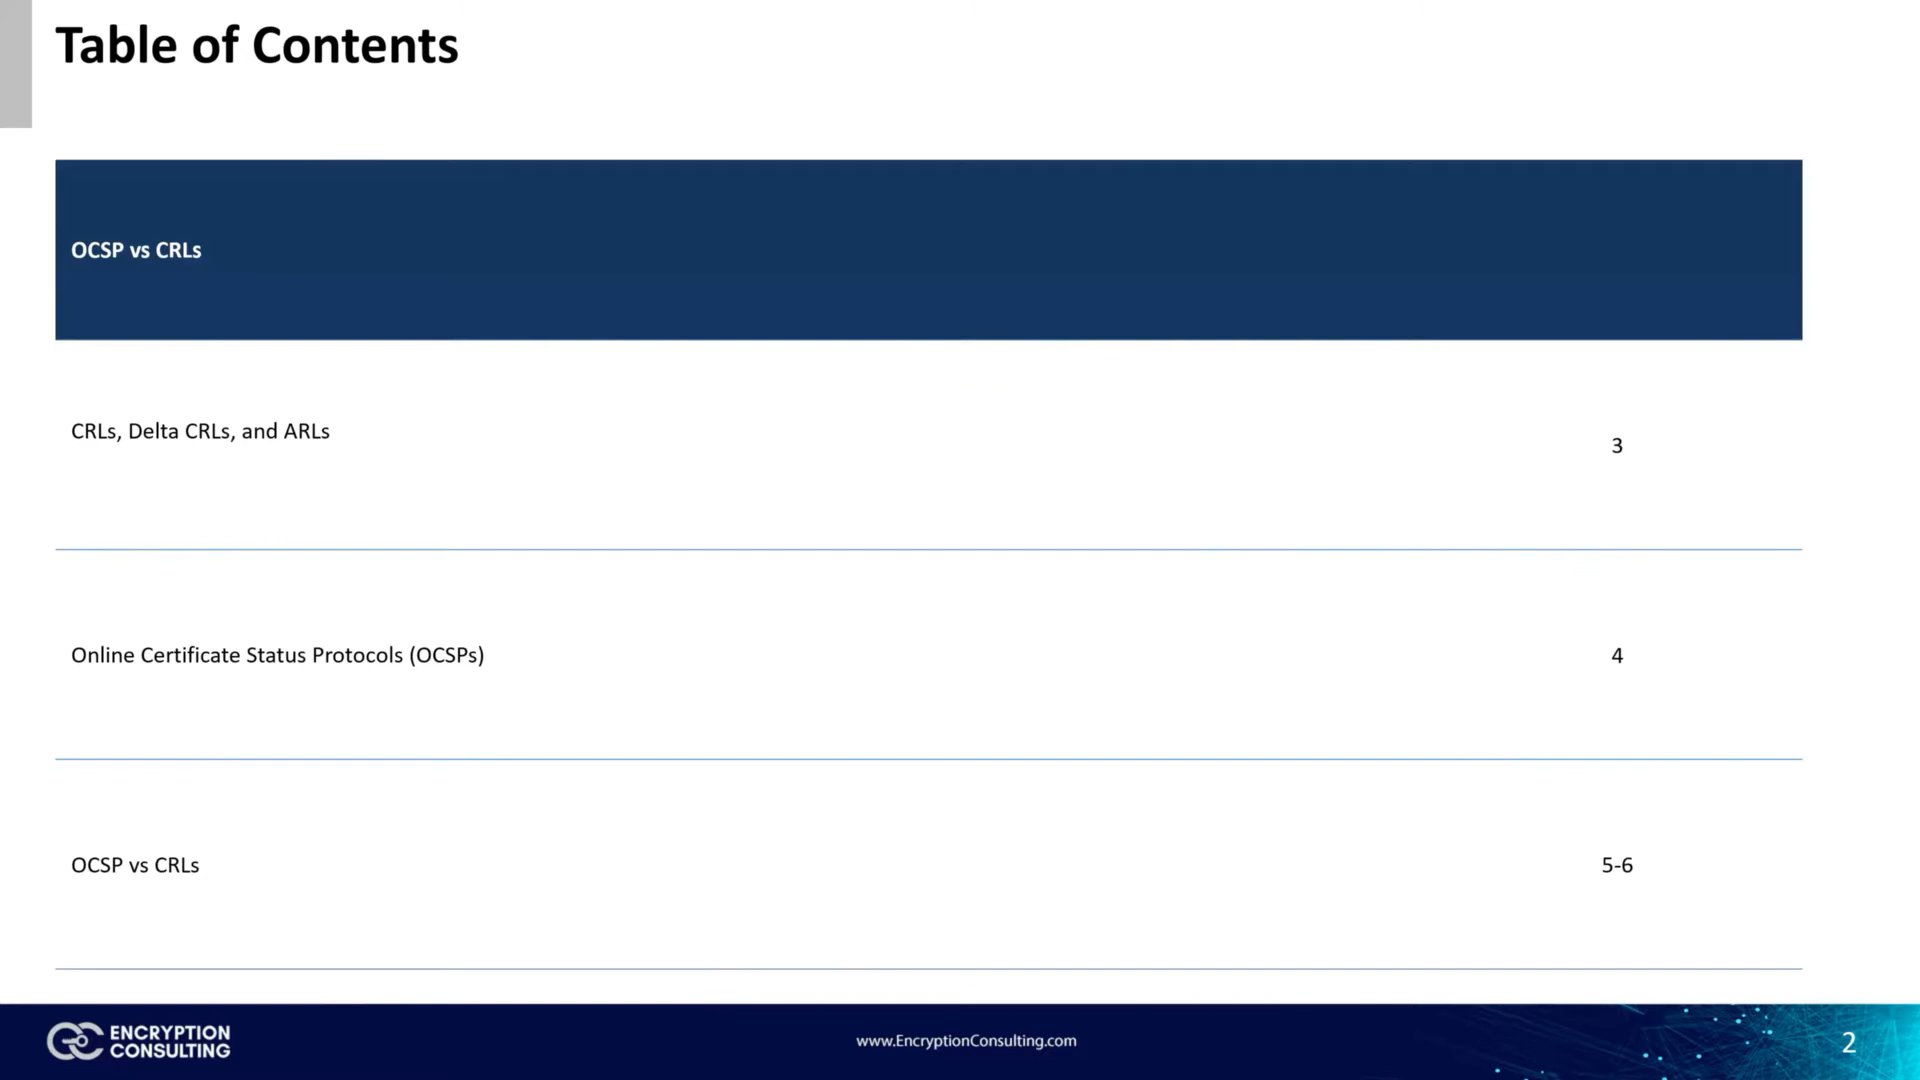 Table of Contents
OCSP vs CRLs
CRLs, Delta CRLs, and ARLs
3
Online Certificate Status Protocols (OCSPs)
4
OCSP vs CRLs
5-6
ENCRYPTION
CONSULTING
www.EncryptionConsulting.com
2